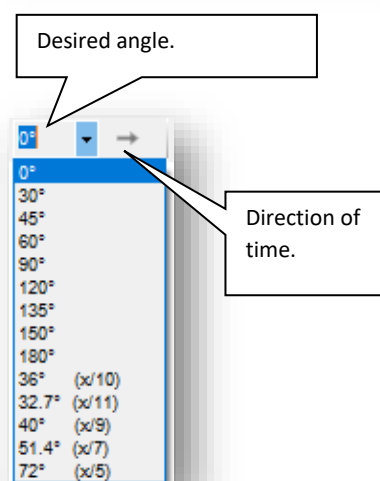 Desired angle.
0°
→
0°
30°
45°
60°
90°
120°
135°
150°
180°
36° (x/10)
32.7° (x/11)
40° (x/9)
51.4° (x/7)
72° (x/5)
Direction of
time.